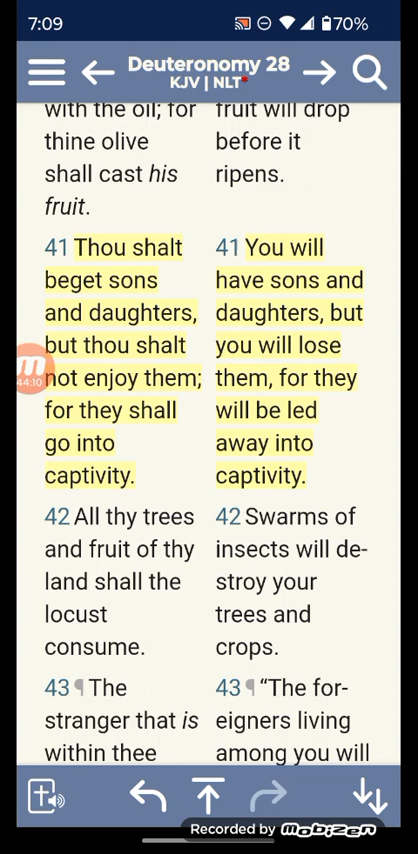 7:09
70%
Deuteronomy 28
KJV | NLT*
with the oil; for
thine olive
shall cast his
fruit.
41 Thou shalt
beget sons
and daughters,
but thou shalt
not enjoy them;
for they shall
go into
captivity.
42 All thy trees
and fruit of thy
land shall the
locust
consume.
43 ¶ The
stranger that is
within thee
fruit will drop
before it
ripens.
41 You will
have sons and
daughters, but
you will lose
them, for they
will be led
away into
captivity.
42 Swarms of
insects will de-
stroy your
trees and
crops.
43 ¶ “The for-
eigners living
among you will
m
44:10
Recorded by mobizen